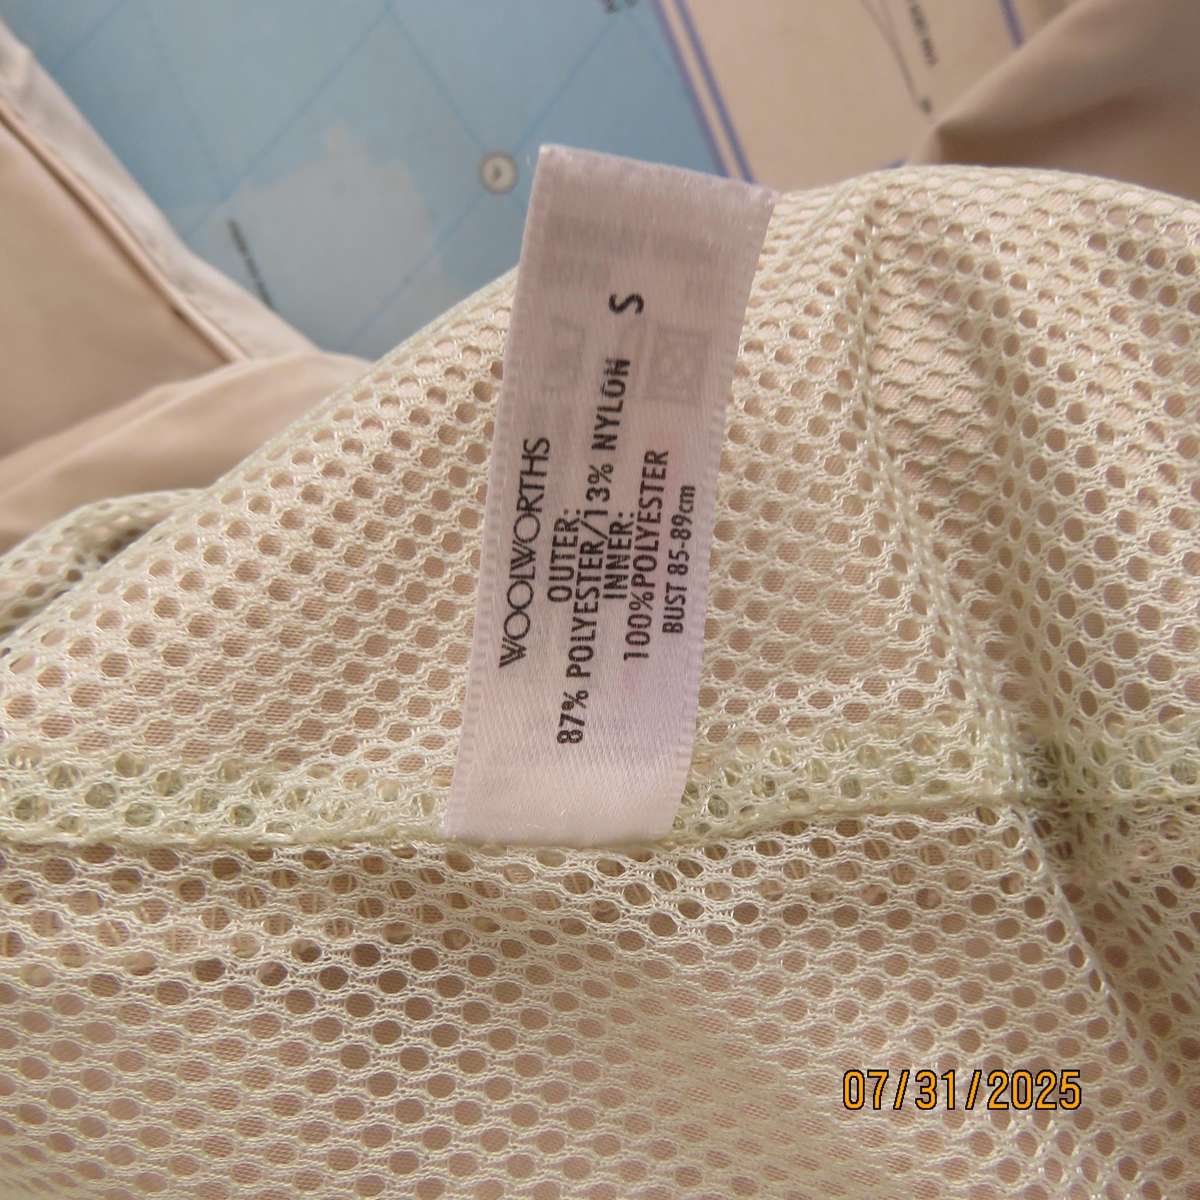 WOOLWORTHS
OUTER:
87% POLYESTER/13% NYLON S
INNER:
100%POLYESTER
BUST 85-89cm
07/31/2025